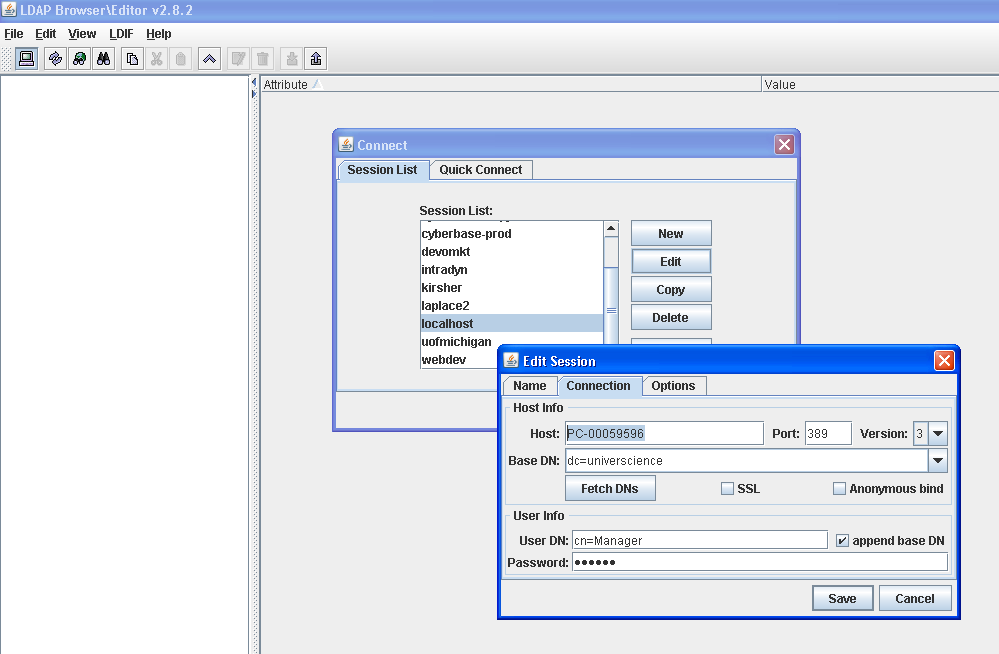 LDAP Browser\Editor v2.8.2
File Edit View LDIF Help
Attribute Value
Connect
Session List Quick Connect
Session List:
cyberbase-prod
devomkt
intradyn
kirsher
laplace2
localhost
uofmichigan
webdev
New
Edit
Copy
Delete
Edit Session
Name Connection Options
Host Info
Host: PC-00059596 Port: 389 Version: 3
Base DN: dc=universcience
Fetch DNs SSL Anonymous bind
User Info
User DN: cn=Manager append base DN
Password: ••••••
Save Cancel